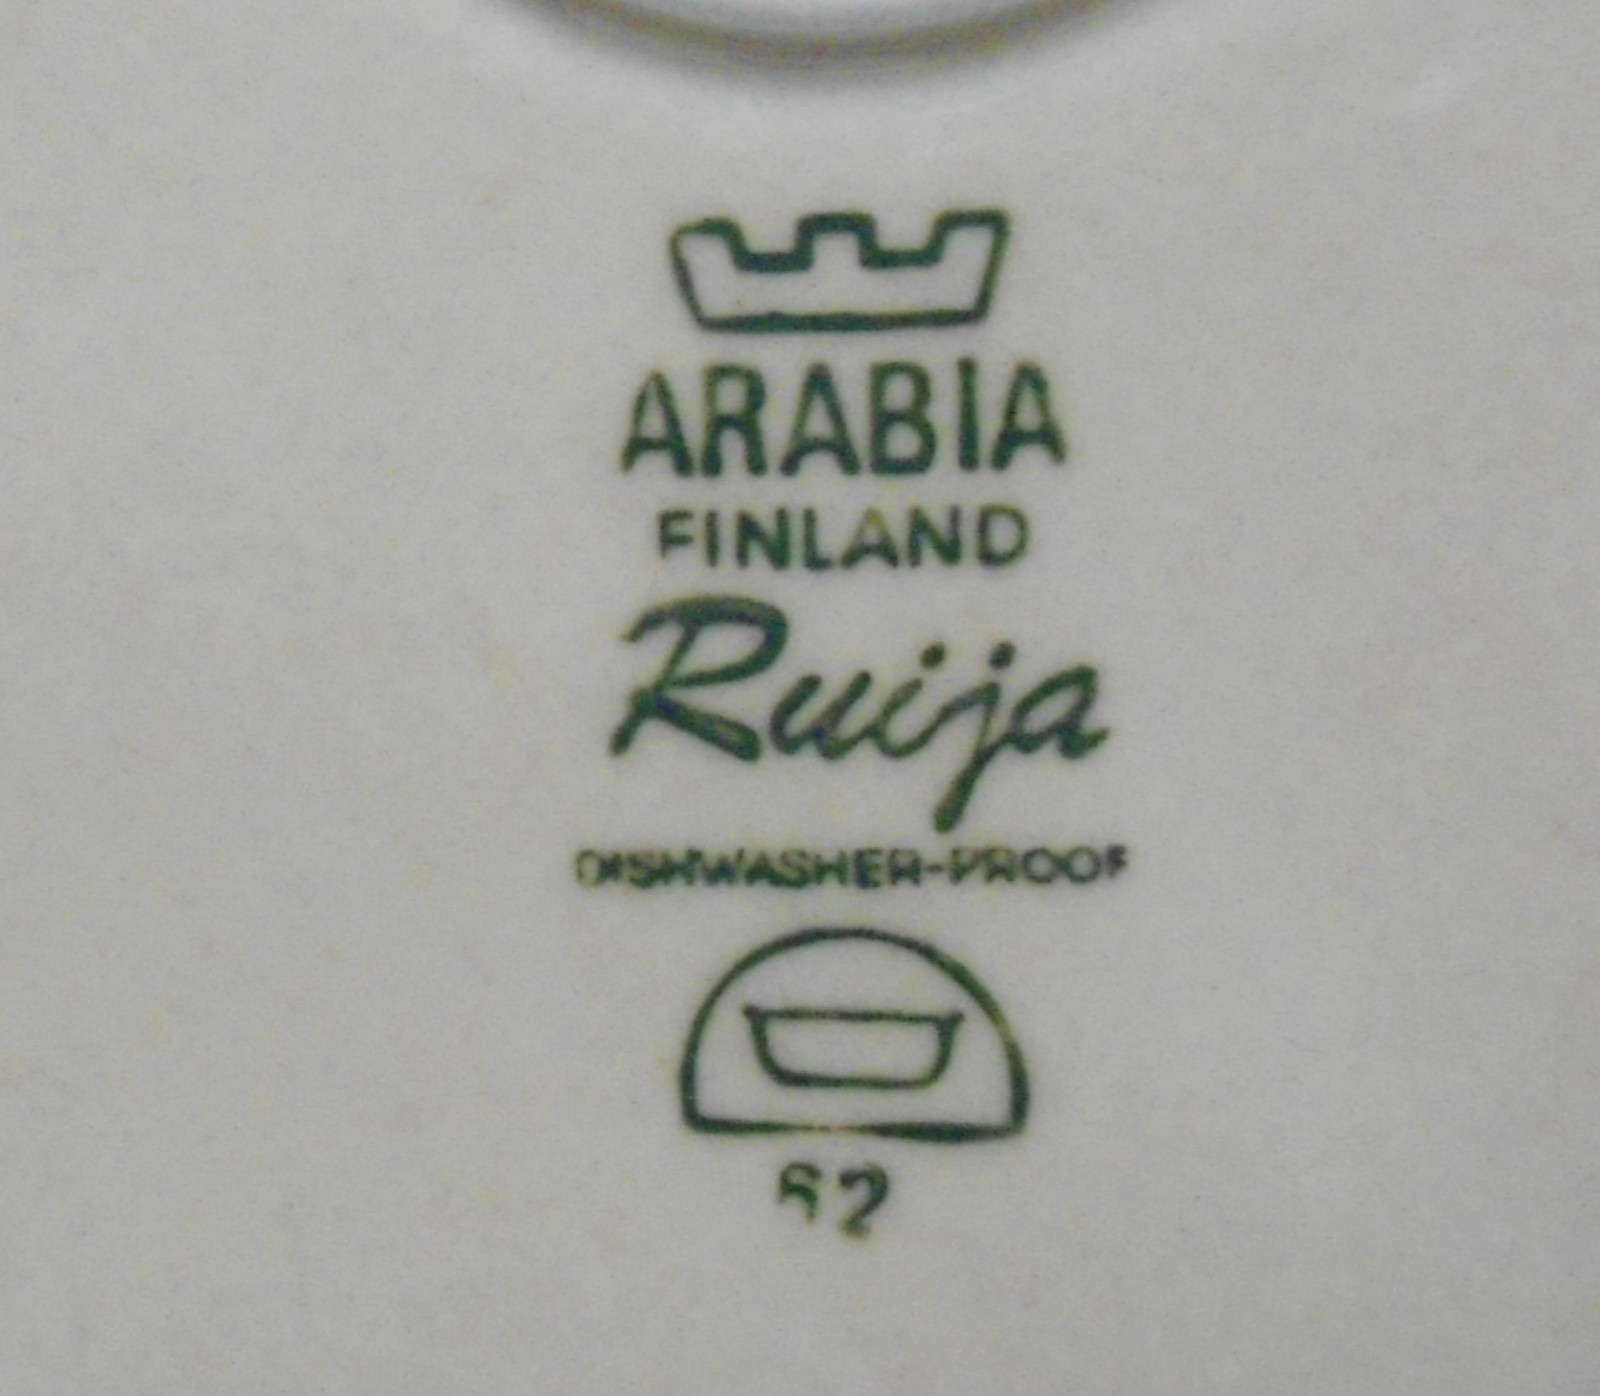 ARABIA
FINLAND
Ruija
DISHWASHER-PROOF